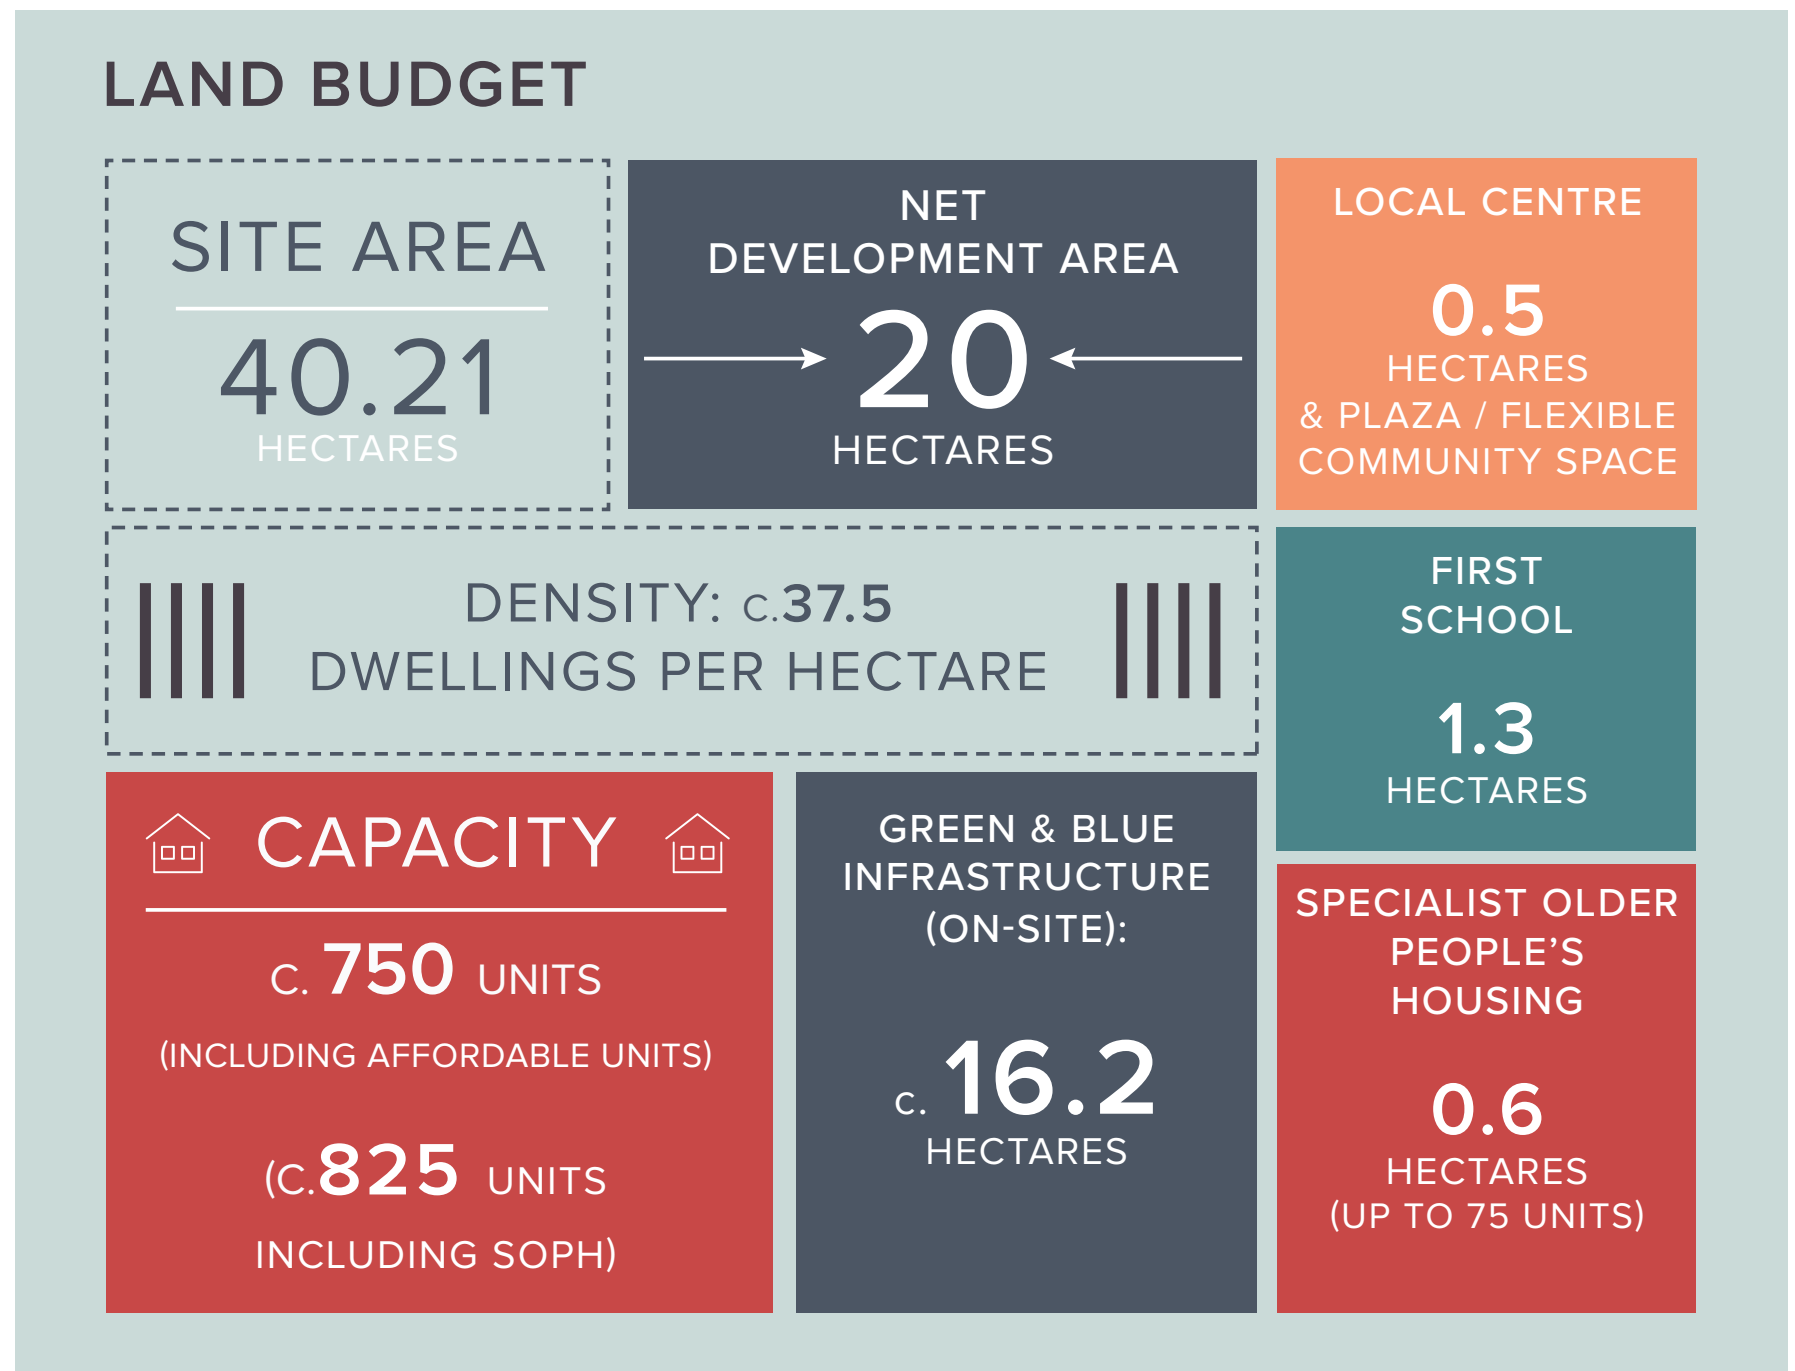 LAND BUDGET
SITE AREA
40.21
HECTARES
NET
DEVELOPMENT AREA
20
HECTARES
LOCAL CENTRE
0.5
HECTARES
& PLAZA / FLEXIBLE
COMMUNITY SPACE
DENSITY: c.37.5
DWELLINGS PER HECTARE
FIRST
SCHOOL
1.3
HECTARES
CAPACITY
C. 750 UNITS
(INCLUDING AFFORDABLE UNITS)
(C.825 UNITS
INCLUDING SOPH)
GREEN & BLUE
INFRASTRUCTURE
(ON-SITE):
c. 16.2
HECTARES
SPECIALIST OLDER
PEOPLE'S
HOUSING
0.6
HECTARES
(UP TO 75 UNITS)